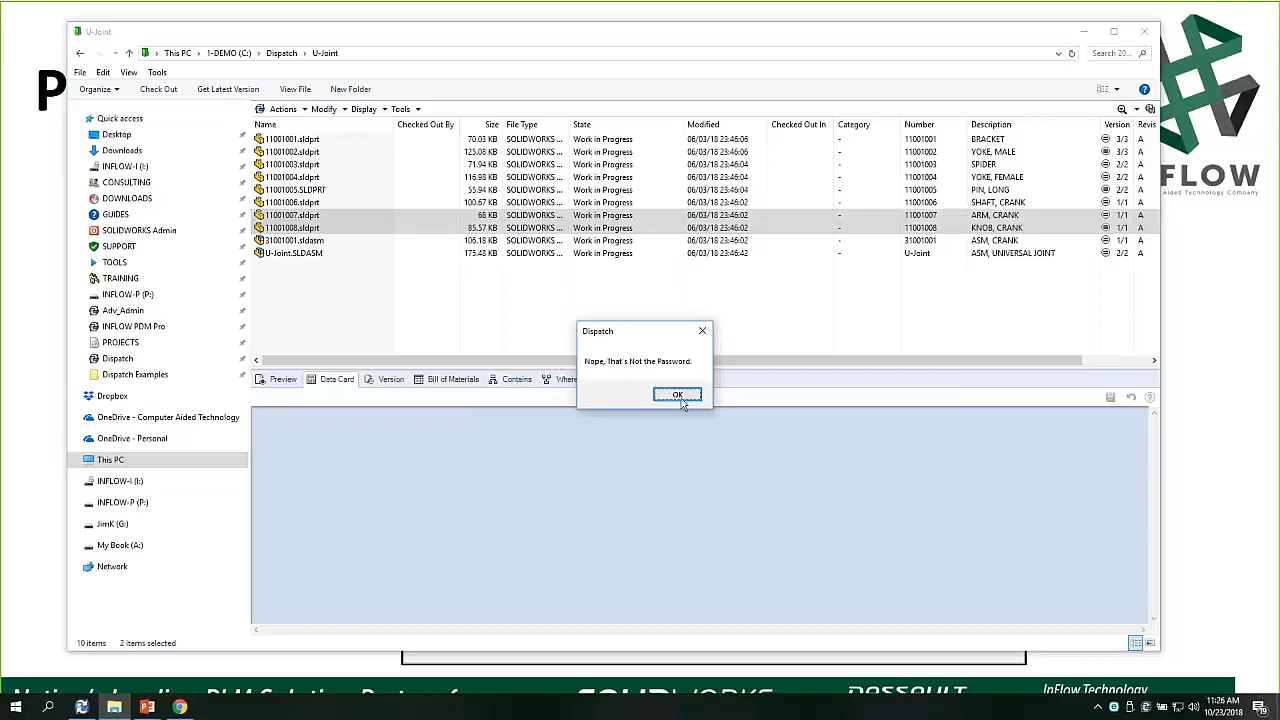 U-Joint
This PC > 1-DEMO (C:) > Dispatch > U-Joint
Search 20...
File Edit View Tools
Organize Check Out Get Latest Version View File New Folder
Actions Modify Display Tools
Name Checked Out By Size File Type State Modified Checked Out In Category Number Description Version Revis
11001001.sldprt 70.03 KB SOLIDWORKS ... Work in Progress 06/03/18 23:46:06 - 11001001 BRACKET 3/3 A
11001002.sldprt 125.08 KB SOLIDWORKS ... Work in Progress 06/03/18 23:46:06 - 11001002 YOKE, MALE 3/3 A
11001003.sldprt 71.94 KB SOLIDWORKS ... Work in Progress 06/03/18 23:46:04 - 11001003 SPIDER 2/2 A
11001004.sldprt 118.98 KB SOLIDWORKS ... Work in Progress 06/03/18 23:46:04 - 11001004 YOKE, FEMALE 2/2 A
11001005.SLDPRT 55.94 KB SOLIDWORKS ... Work in Progress 06/03/18 23:46:04 - 11001005 PIN, LONG 2/2 A
11001006.sldprt 100.67 KB SOLIDWORKS ... Work in Progress 06/03/18 23:46:02 - 11001006 SHAFT, CRANK 1/1 A
11001007.sldprt 68 KB SOLIDWORKS ... Work in Progress 06/03/18 23:46:02 - 11001007 ARM, CRANK 1/1 A
11001008.sldprt 85.57 KB SOLIDWORKS ... Work in Progress 06/03/18 23:46:02 - 11001008 KNOB, CRANK 1/1 A
31001001.sldasm 106.18 KB SOLIDWORKS ... Work in Progress 06/03/18 23:46:02 - 31001001 ASM, CRANK 1/1 A
U-Joint.SLDASM 175.48 KB SOLIDWORKS ... Work in Progress 06/03/18 23:46:42 - U-Joint ASM, UNIVERSAL JOINT 2/2 A
Quick access
Desktop
Downloads
INFLOW-I (I:)
CONSULTING
DOWNLOADS
GUIDES
SOLIDWORKS Admin
SUPPORT
TOOLS
TRAINING
INFLOW-P (P:)
Adv_Admin
INFLOW PDM Pro
PROJECTS
Dispatch
Dispatch Examples
Dropbox
OneDrive - Computer Aided Technology
OneDrive - Personal
This PC
INFLOW-I (I:)
INFLOW-P (P:)
JimK (G:)
My Book (A:)
Network
Dispatch
Nope, That's Not the Password.
OK
Preview Data Card Version Bill of Materials Contains Where
10 items 2 items selected
P
FLOW
Aided Technology Company
SOLIDWORKS
DASSAULT
InFlow Technology
11:26 AM
10/23/2018
19